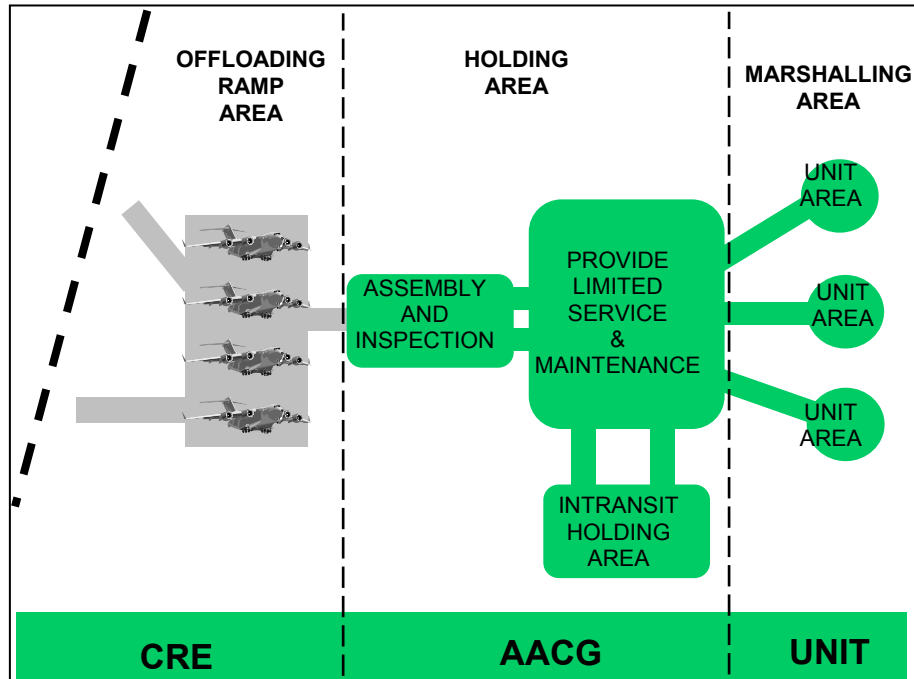 OFFLOADING
RAMP
AREA
HOLDING
AREA
MARSHALLING
AREA
ASSEMBLY
AND
INSPECTION
PROVIDE
LIMITED
SERVICE
&
MAINTENANCE
INTRANSIT
HOLDING
AREA
UNIT
AREA
UNIT
AREA
UNIT
AREA
CRE
AACG
UNIT